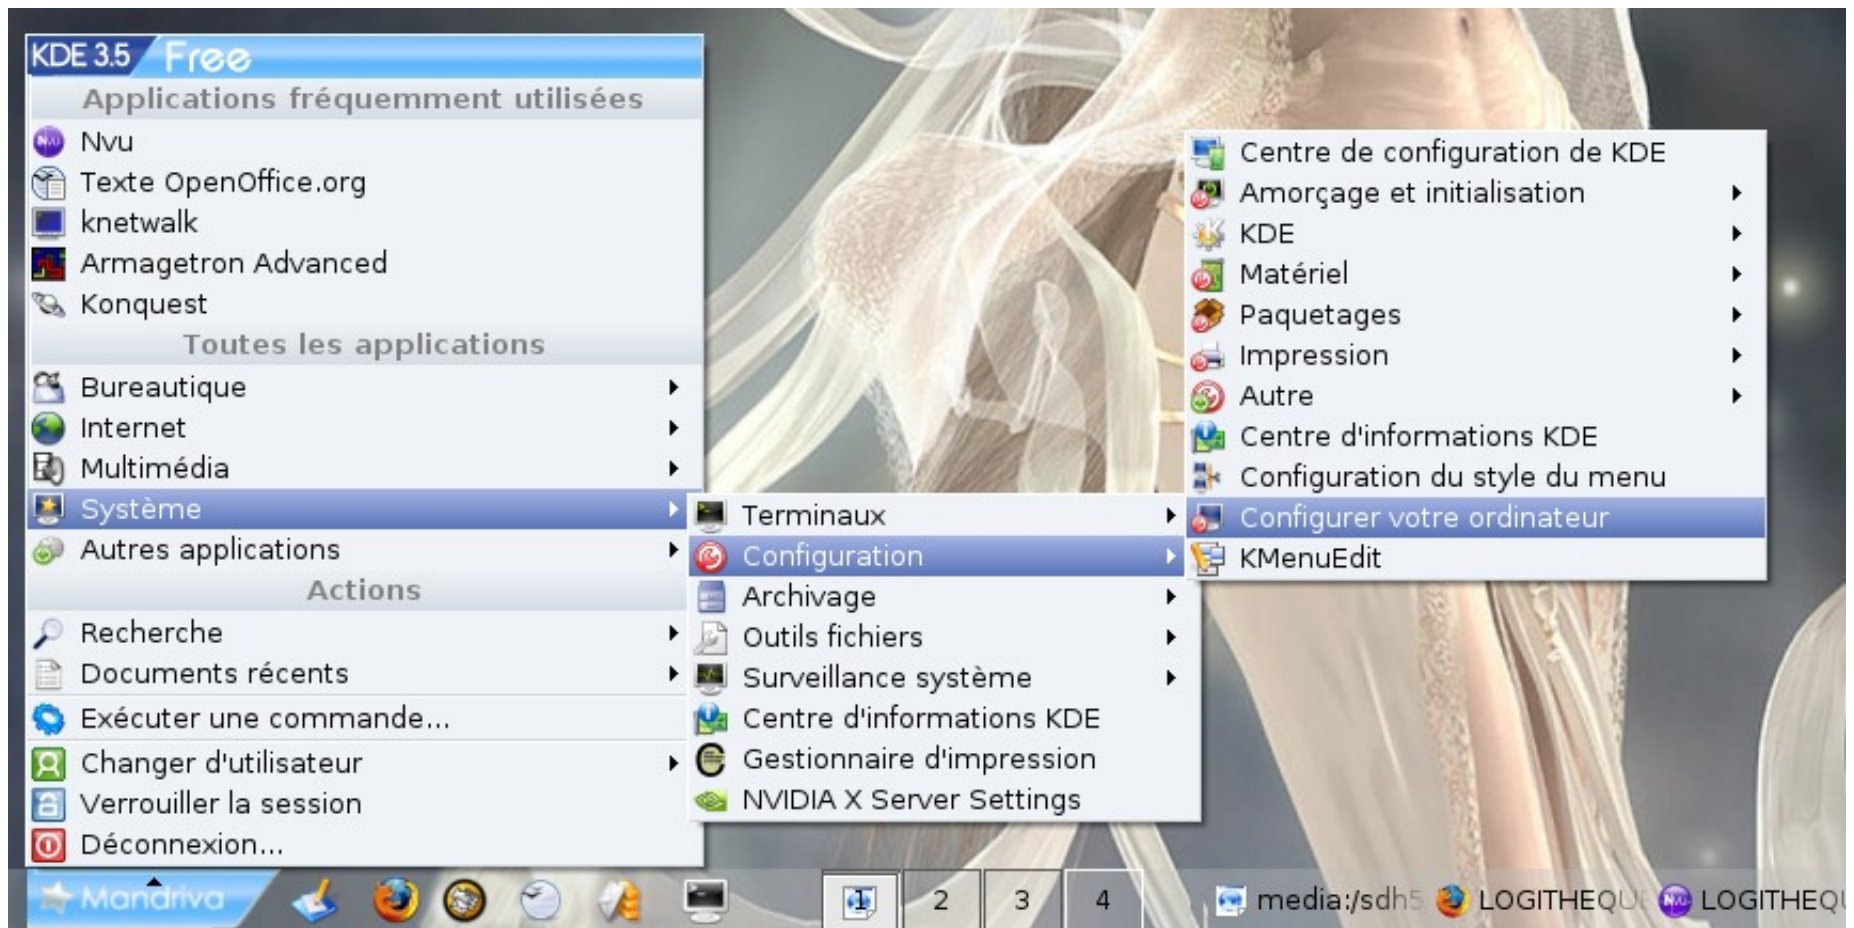 KDE 3.5 Free
Applications fréquemment utilisées
Nvu
Texte OpenOffice.org
knetwalk
Armagetron Advanced
Konquest
Toutes les applications
Bureautique
Internet
Multimédia
Système
Autres applications
Actions
Recherche
Documents récents
Exécuter une commande...
Changer d'utilisateur
Verrouiller la session
Déconnexion...
Terminaux
Configuration
Archivage
Outils fichiers
Surveillance système
Centre d'informations KDE
Gestionnaire d'impression
NVIDIA X Server Settings
Centre de configuration de KDE
Amorçage et initialisation
KDE
Matériel
Paquetages
Impression
Autre
Centre d'informations KDE
Configuration du style du menu
Configurer votre ordinateur
KMenuEdit
Mandriva 1 2 3 4 media:/sdh5 LOGITHEQU LOGITHEQU